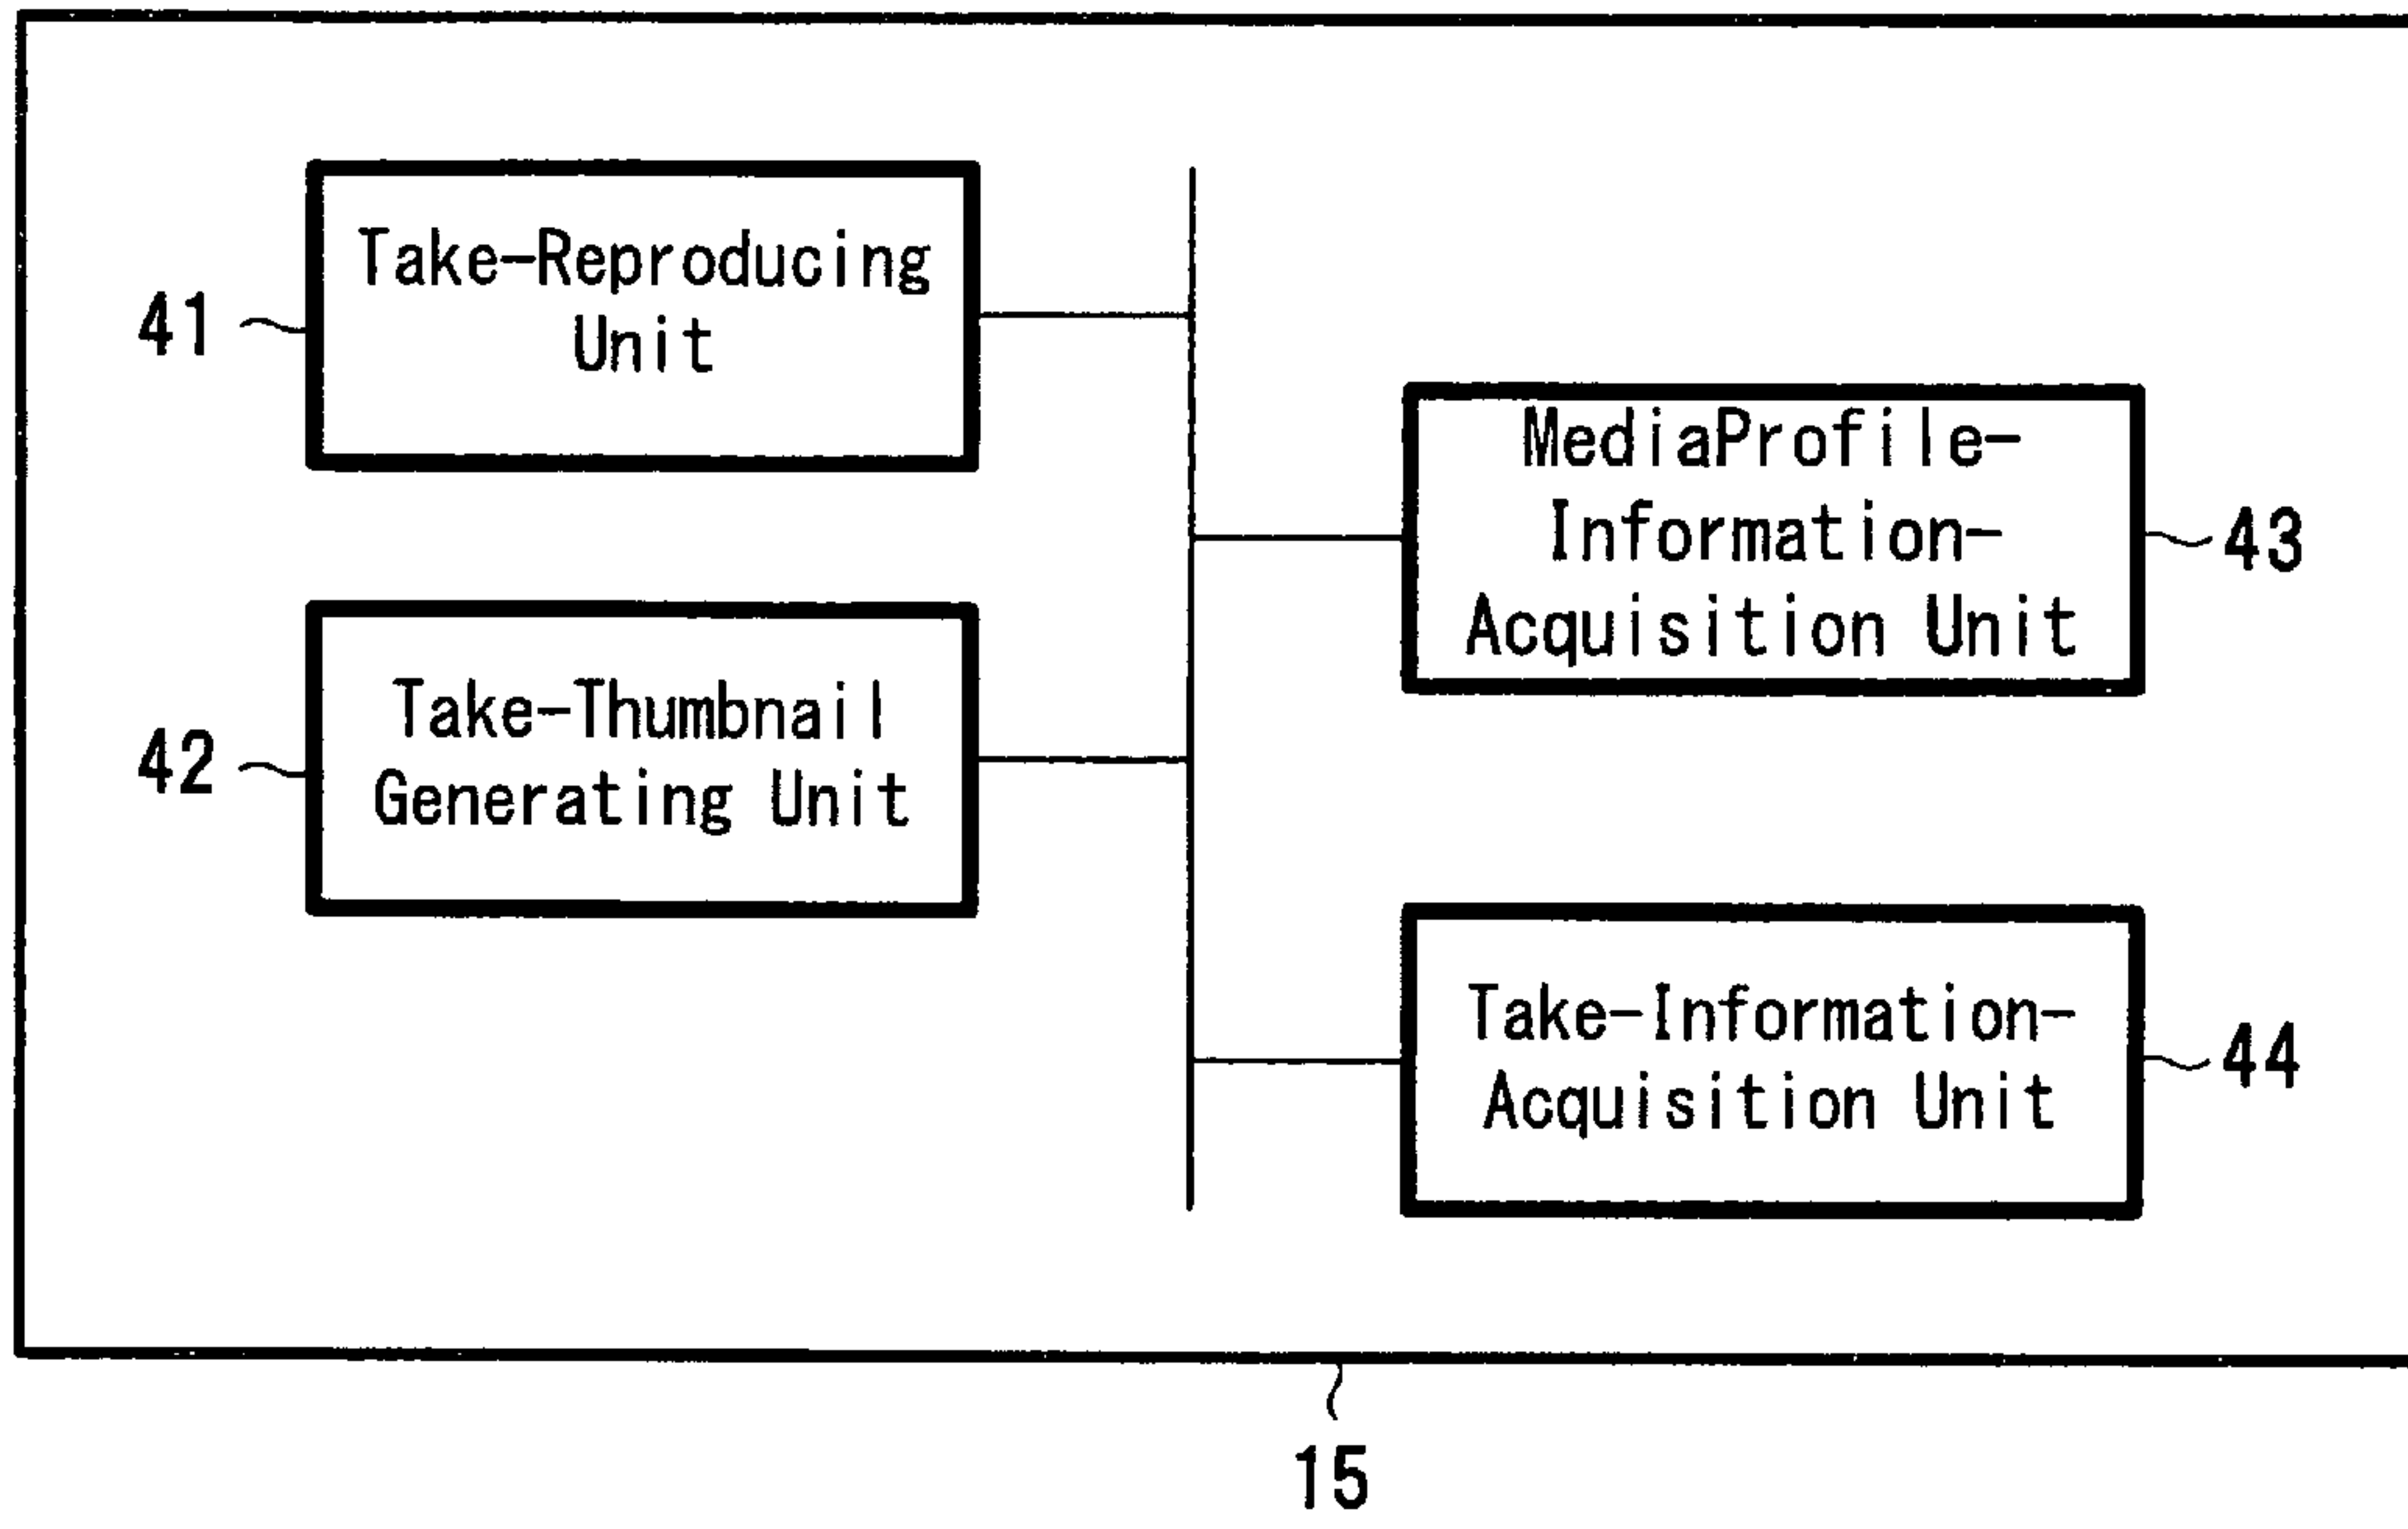 Take-Reproducing
Unit
41
MediaProfile-
Information-
Acquisition Unit
43
Take-Thumbnail
Generating Unit
42
Take-Information-
Acquisition Unit
44
15